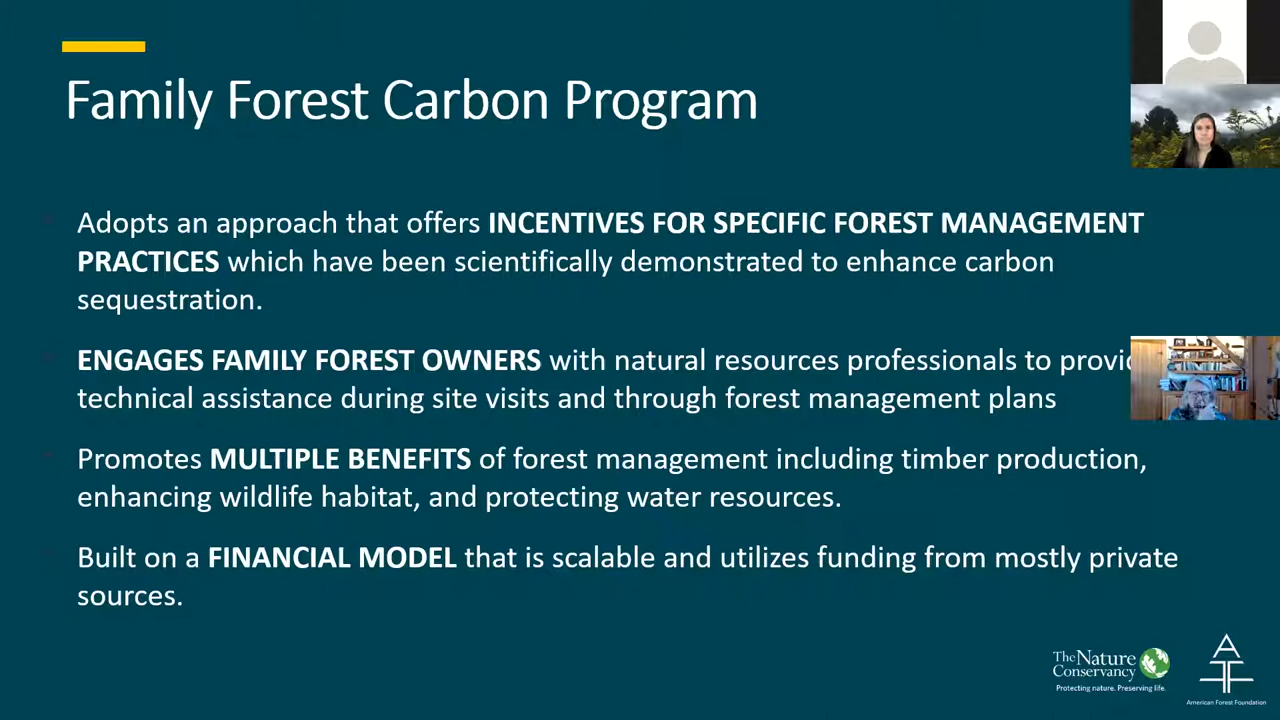 Family Forest Carbon Program
Adopts an approach that offers INCENTIVES FOR SPECIFIC FOREST MANAGEMENT
PRACTICES which have been scientifically demonstrated to enhance carbon
sequestration.
ENGAGES FAMILY FOREST OWNERS with natural resources professionals to
technical assistance during site visits and through forest management plans
Promotes MULTIPLE BENEFITS of forest management including timber production,
enhancing wildlife habitat, and protecting water resources.
Built on a FINANCIAL MODEL that is scalable and utilizes funding from mostly private
sources.
The Nature
Conservancy
Protecting nature. Preserving life.
American Forest Foundation